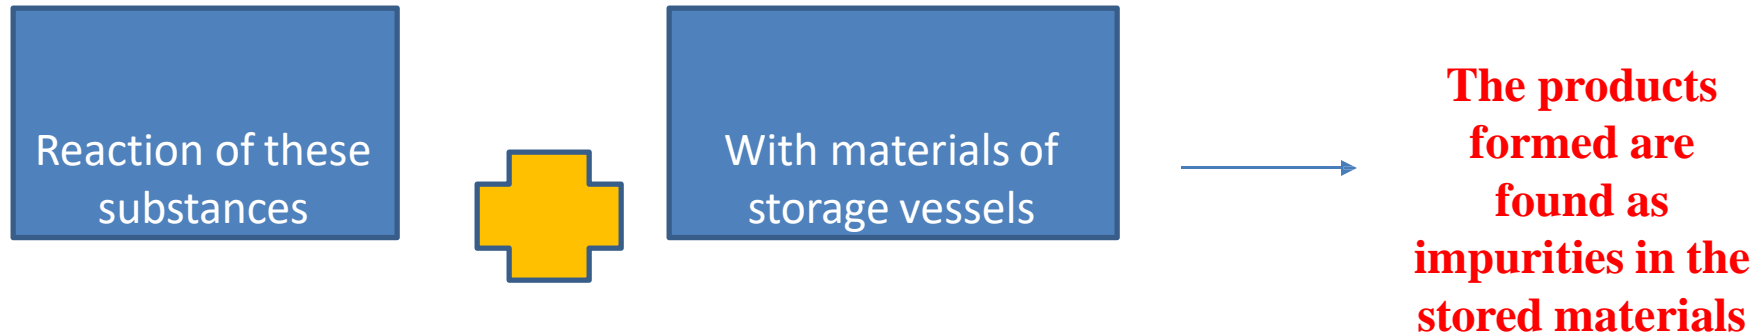 Reaction of these
substances
With materials of
storage vessels
The products
formed are
found as
impurities in the
stored materials